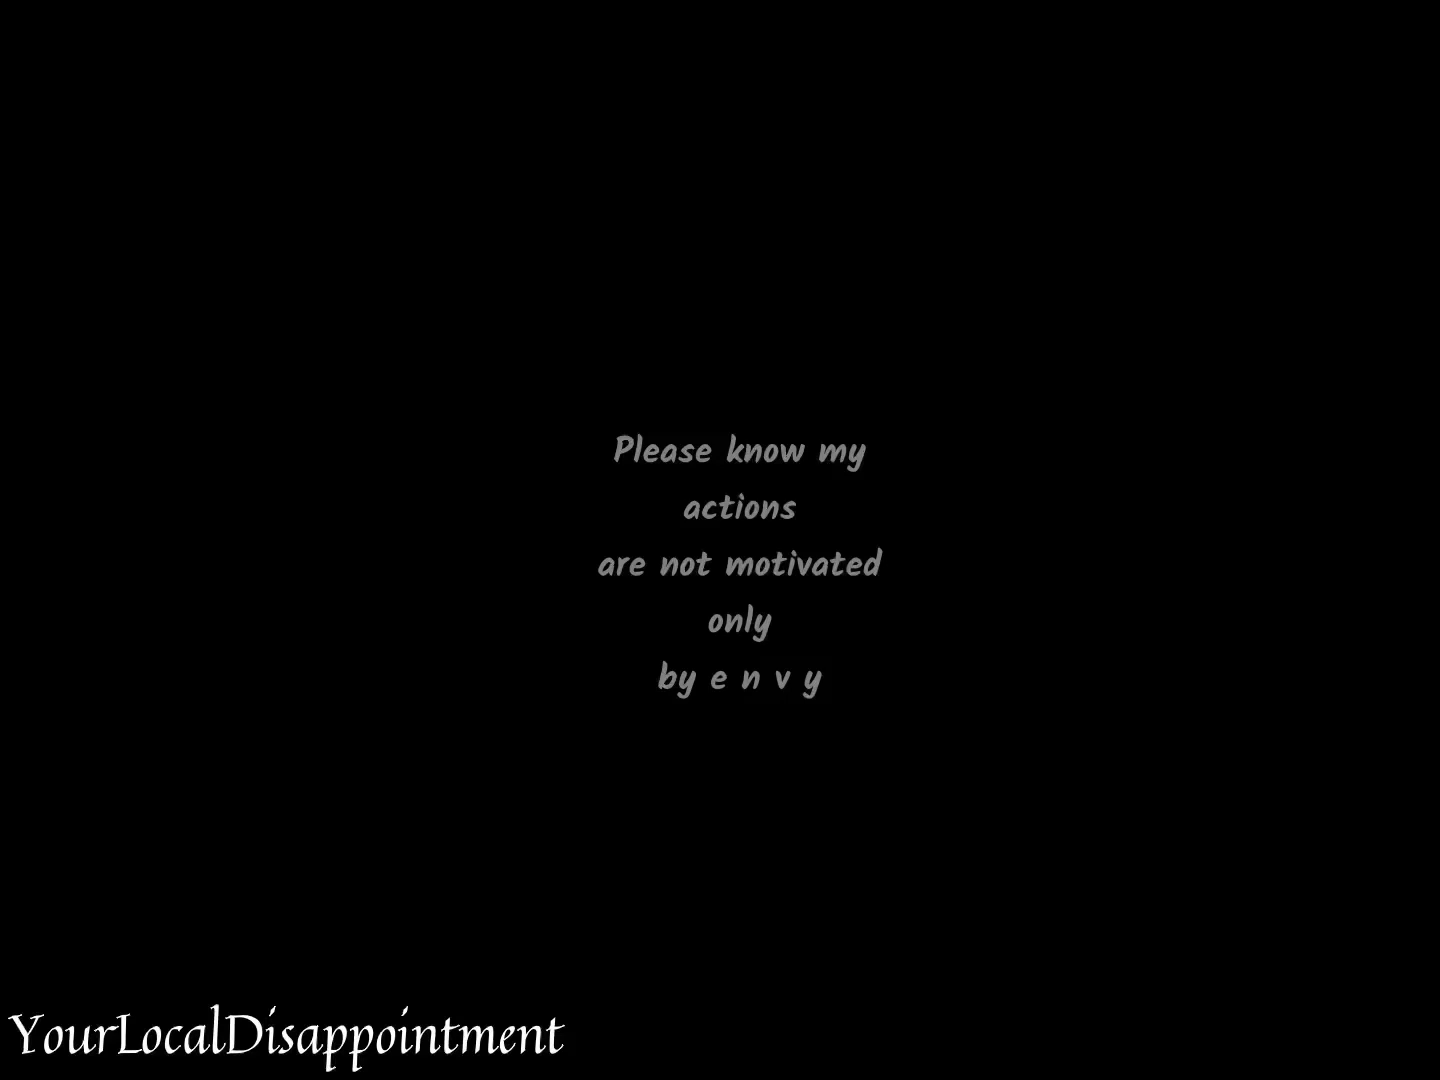 Please know my
actions
are not motivated
only
by e n v y
YourLocalDisappointment